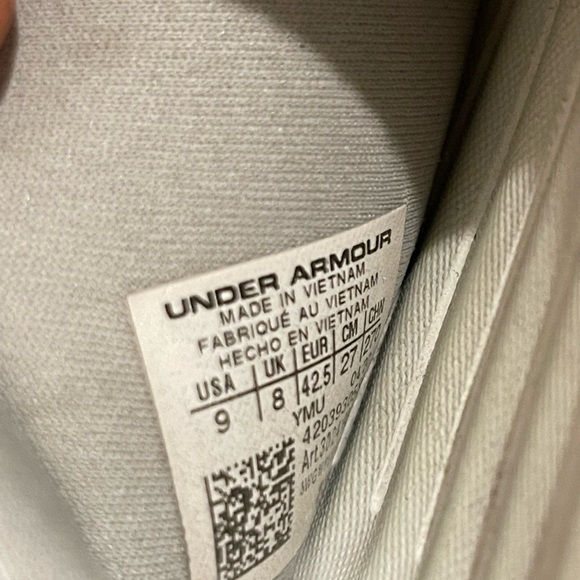 UNDER ARMOUR
MADE IN VIETNAM
FABRIQUÉ AU VIETNAM
HECHO EN VIETNAM
USA UK EUR CM CHN
9 8 42.5 27
YMU